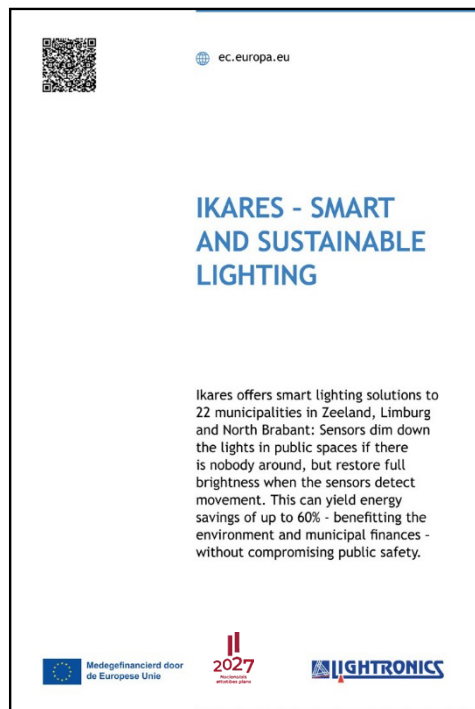 ec.europa.eu
IKARES – SMART
AND SUSTAINABLE
LIGHTING
Ikares offers smart lighting solutions to
22 municipalities in Zeeland, Limburg
and North Brabant: Sensors dim down
the lights in public spaces if there
is nobody around, but restore full
brightness when the sensors detect
movement. This can yield energy
savings of up to 60% - benefitting the
environment and municipal finances -
without compromising public safety.
Medegefinancierd door
de Europese Unie
2027
Nacionālais
attīstības plāns
LIGHTRONICS